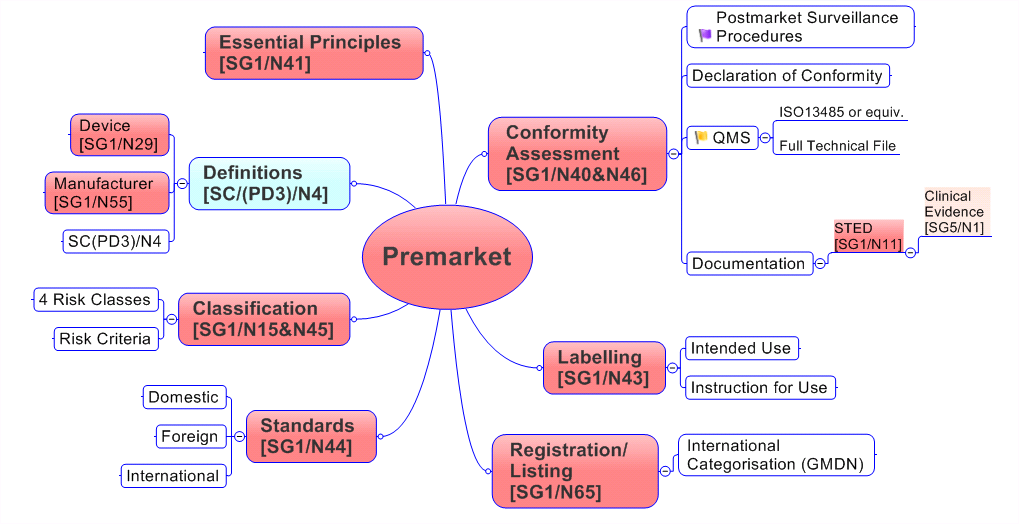 Premarket
Essential Principles
[SG1/N41]
Definitions
[SC/(PD3)/N4]
Device
[SG1/N29]
Manufacturer
[SG1/N55]
SC(PD3)/N4
Classification
[SG1/N15&N45]
4 Risk Classes
Risk Criteria
Standards
[SG1/N44]
Domestic
Foreign
International
Conformity
Assessment
[SG1/N40&N46]
Postmarket Surveillance
Procedures
Declaration of Conformity
QMS
ISO13485 or equiv.
Full Technical File
Documentation
STED
[SG1/N11]
Clinical
Evidence
[SG5/N1]
Labelling
[SG1/N43]
Intended Use
Instruction for Use
Registration/
Listing
[SG1/N65]
International
Categorisation (GMDN)